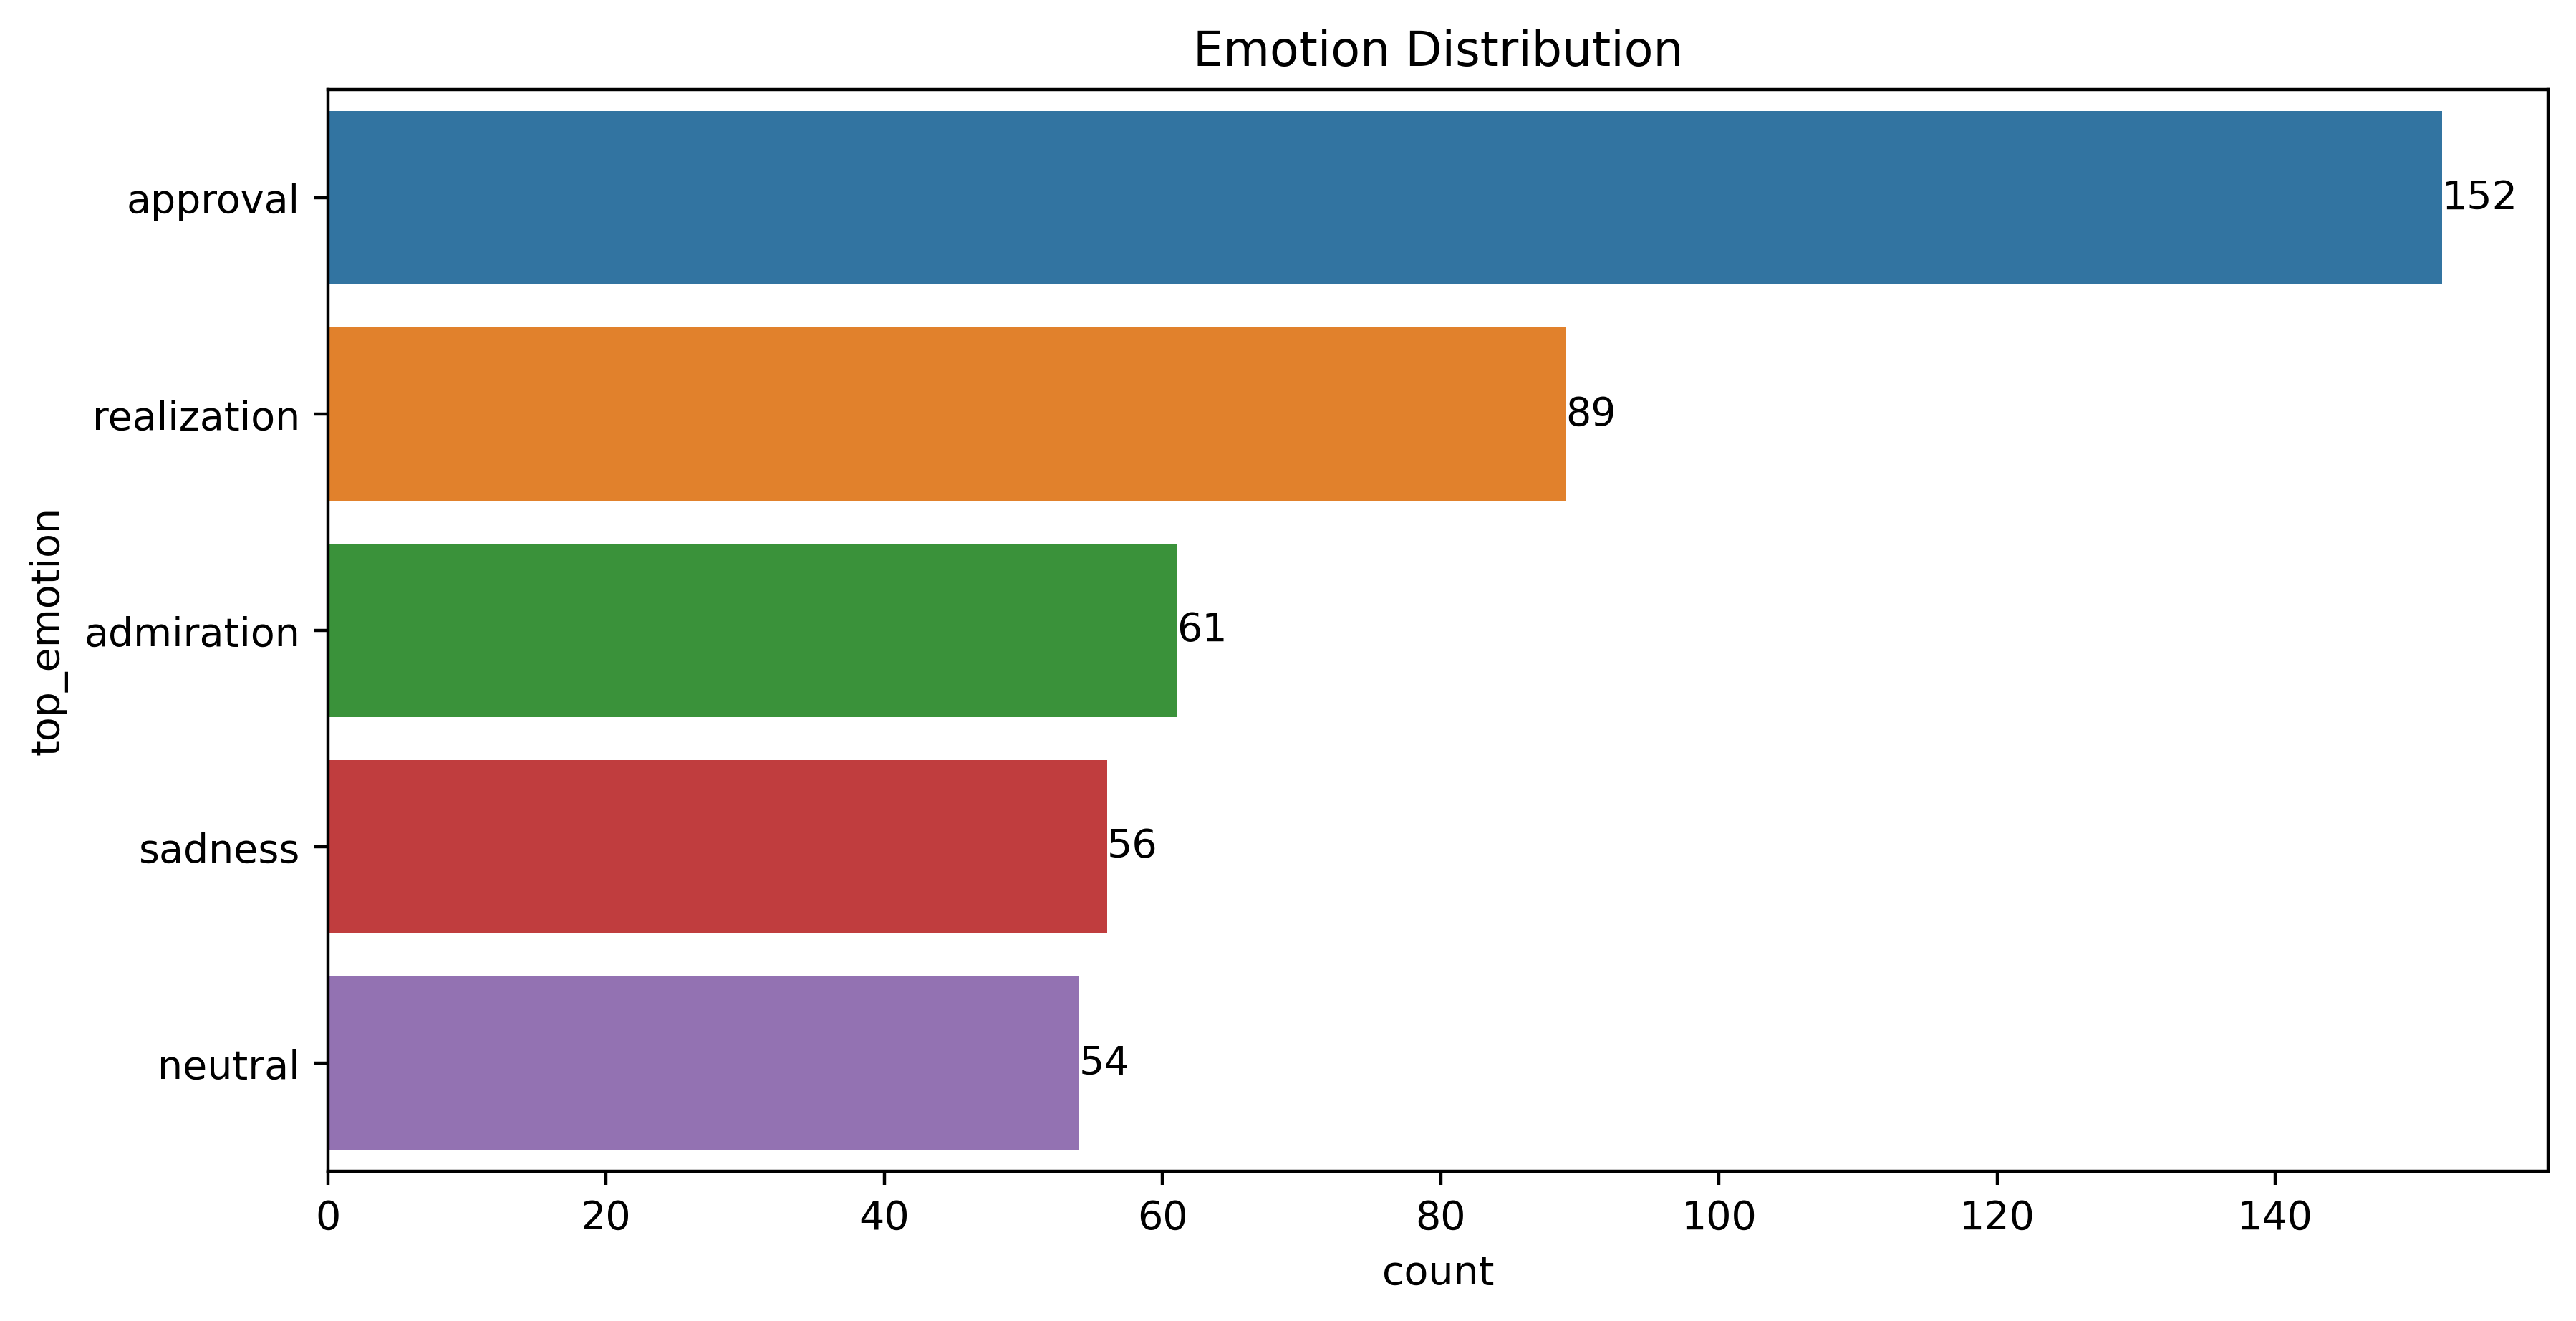 Emotion Distribution
approval
152
realization
89
admiration
61
sadness
56
neutral
54
top_emotion
0 20 40 60 80 100 120 140
count